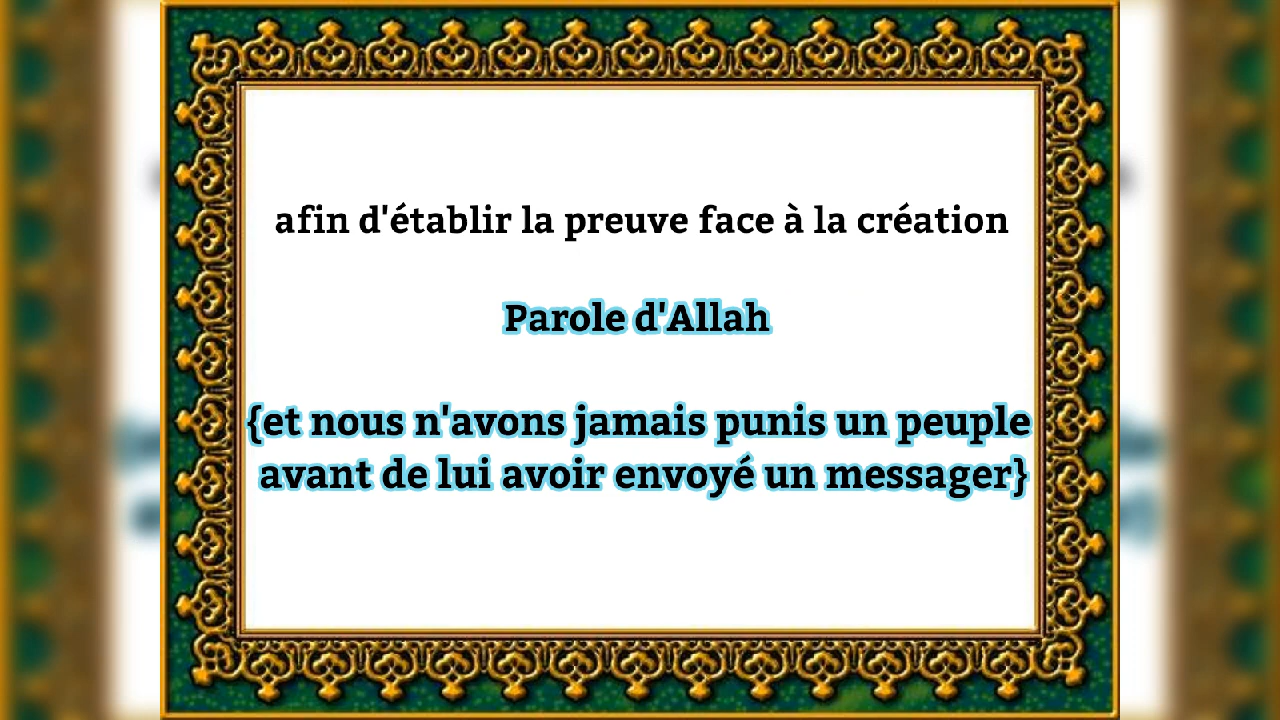 afin d'établir la preuve face à la création
Parole d'Allah
{et nous n'avons jamais punis un peuple
avant de lui avoir envoyé un messager}